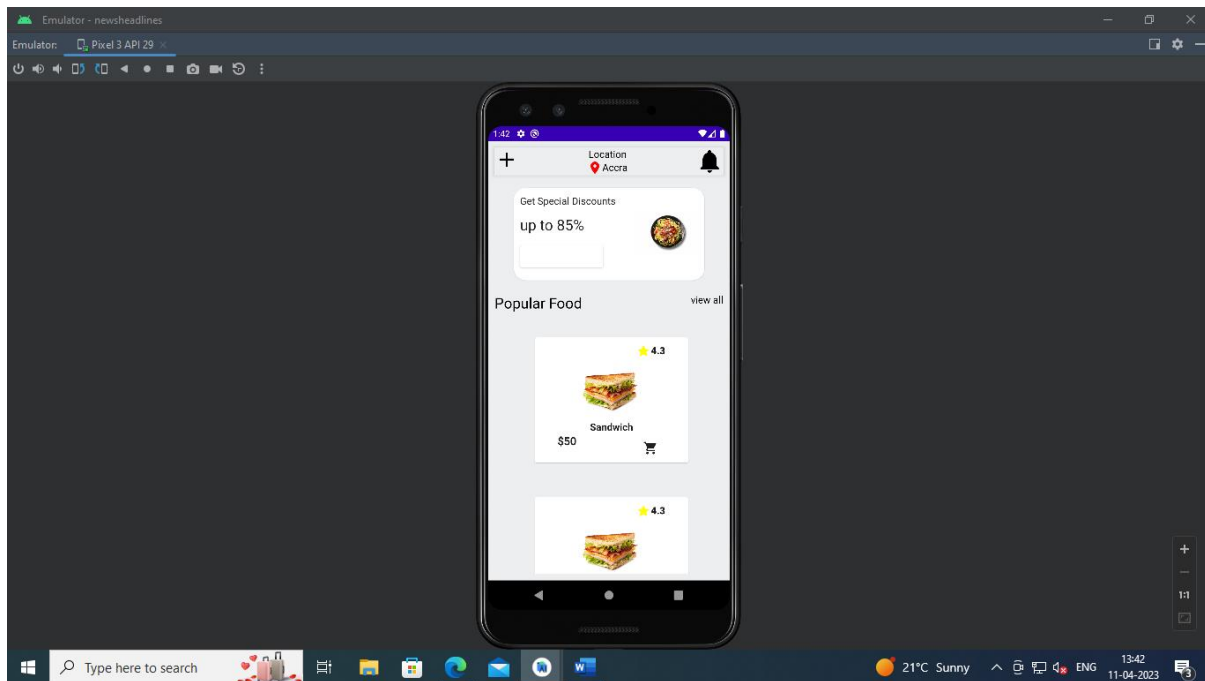 Emulator - newsheadlines
Emulator: Pixel 3 API 29
1:42
Location
Accra
Get Special Discounts
up to 85%
Popular Food
view all
4.3
Sandwich
$50
4.3
1:1
Type here to search
21°C Sunny
ENG
13:42
11-04-2023
3